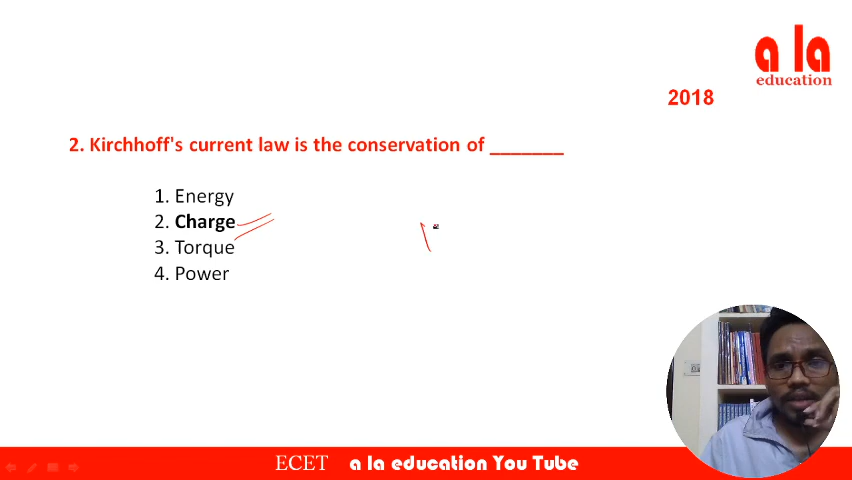 a la
education
2018
2. Kirchhoff's current law is the conservation of _______
1. Energy
2. Charge
3. Torque
4. Power
ECET a la education You Tube